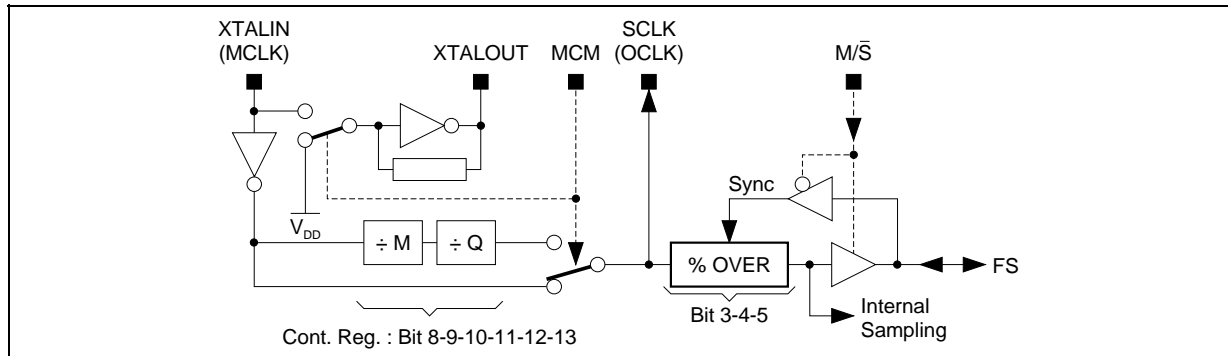 XTALIN
(MCLK)
XTALOUT
MCM
SCLK
(OCLK)
M/S̅
Sync
V_DD
÷ M
÷ Q
% OVER
FS
Bit 3-4-5
Internal
Sampling
Cont. Reg. : Bit 8-9-10-11-12-13